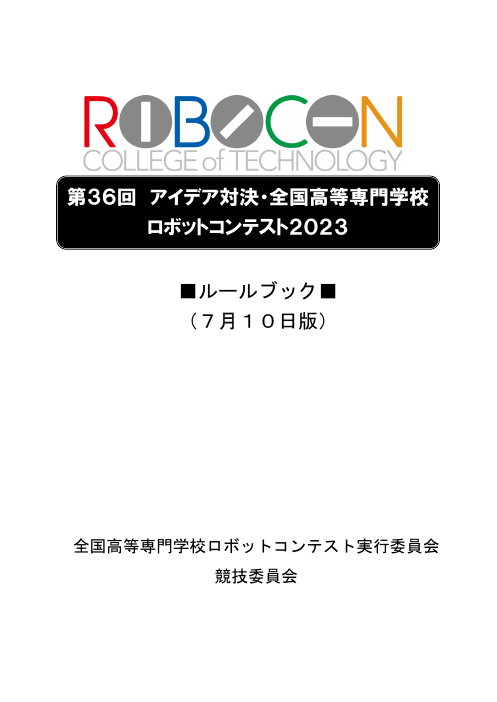 ROBOCON
COLLEGE of TECHNOLOGY
第36回 アイデア対決・全国高等専門学校
ロボットコンテスト2023
■ルールブック■
（７月１０日版）
全国高等専門学校ロボットコンテスト実行委員会
競技委員会